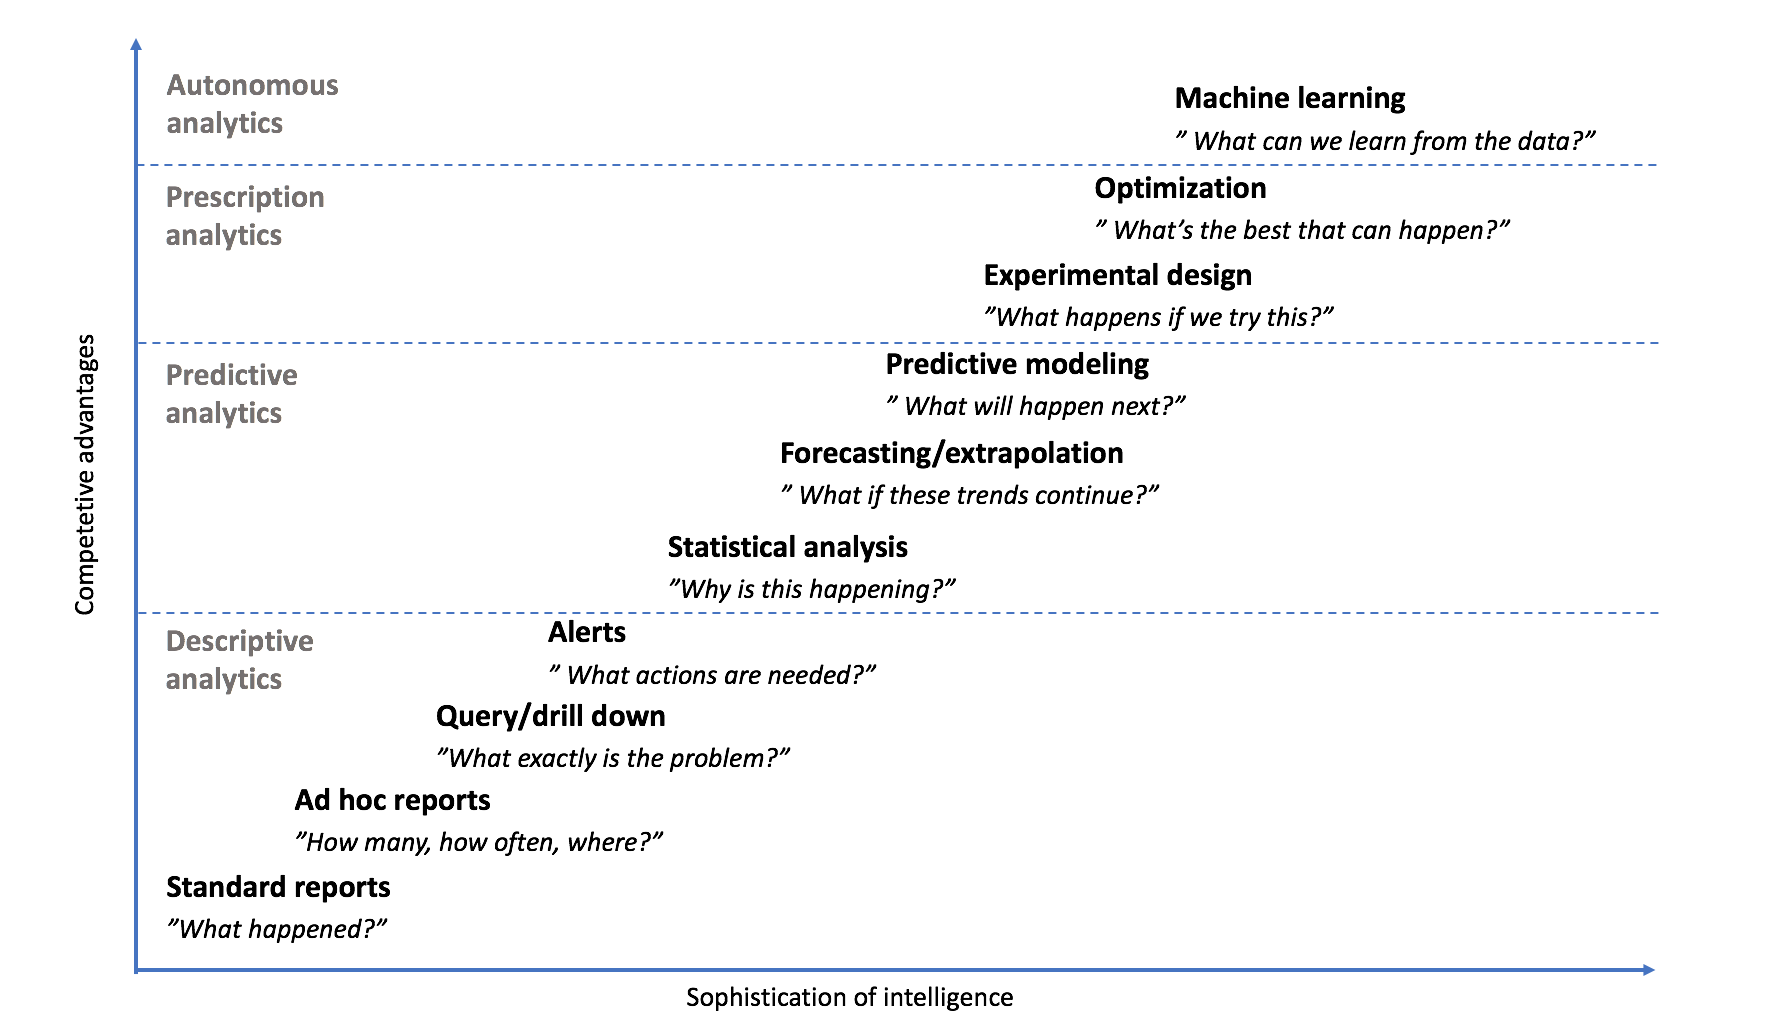 Autonomous
analytics
Machine learning
” What can we learn from the data?”
Prescription
analytics
Optimization
” What’s the best that can happen?”
Experimental design
”What happens if we try this?”
Predictive
analytics
Predictive modeling
” What will happen next?”
Forecasting/extrapolation
” What if these trends continue?”
Statistical analysis
”Why is this happening?”
Descriptive
analytics
Alerts
” What actions are needed?”
Query/drill down
”What exactly is the problem?”
Ad hoc reports
”How many, how often, where?”
Standard reports
”What happened?”
Competetive advantages
Sophistication of intelligence